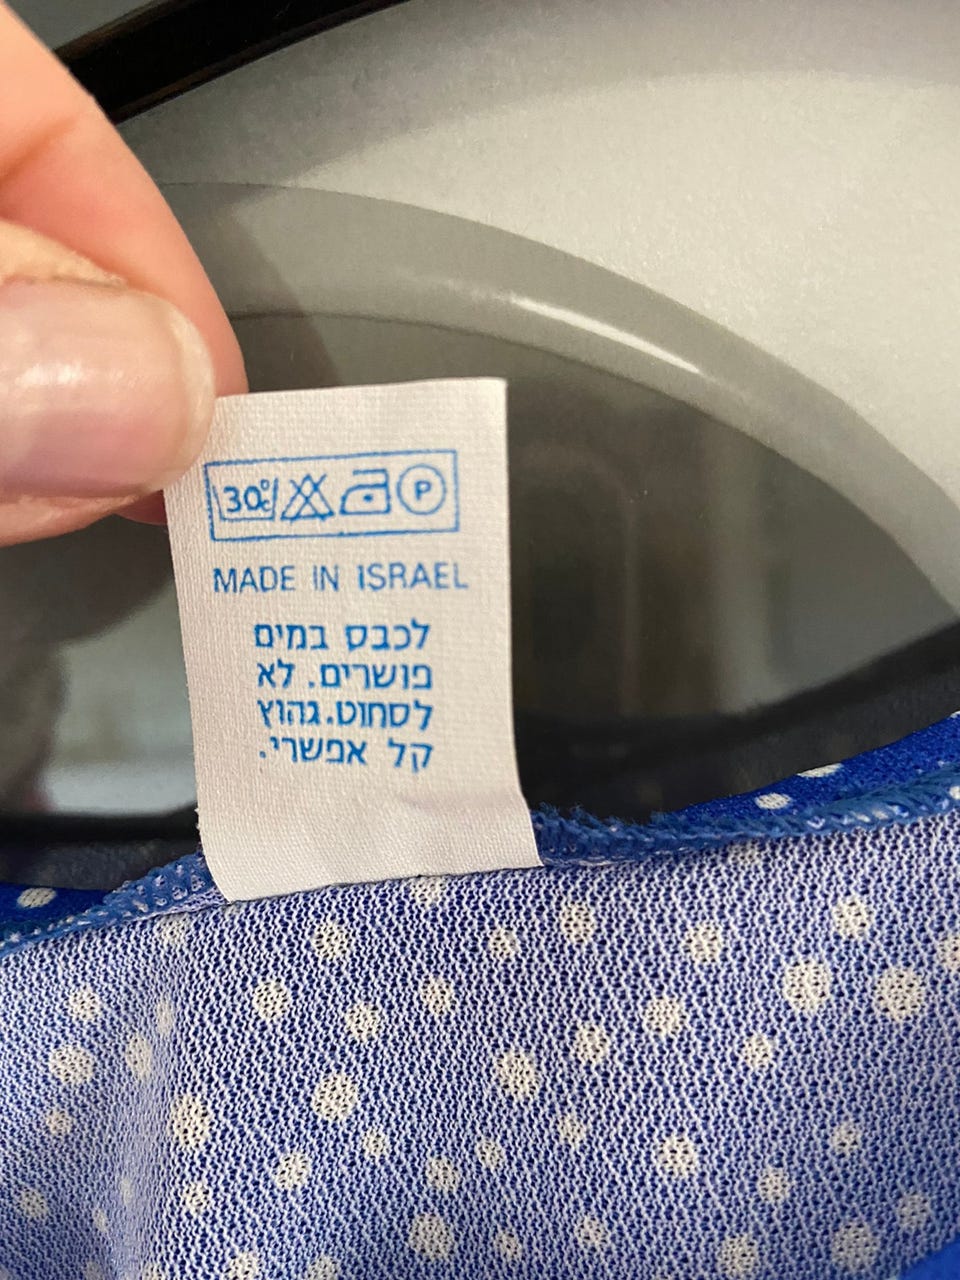 30°C P
MADE IN ISRAEL
לכבס במים
פושרים. לא
לסחוט. גהוץ
קל אפשרי.